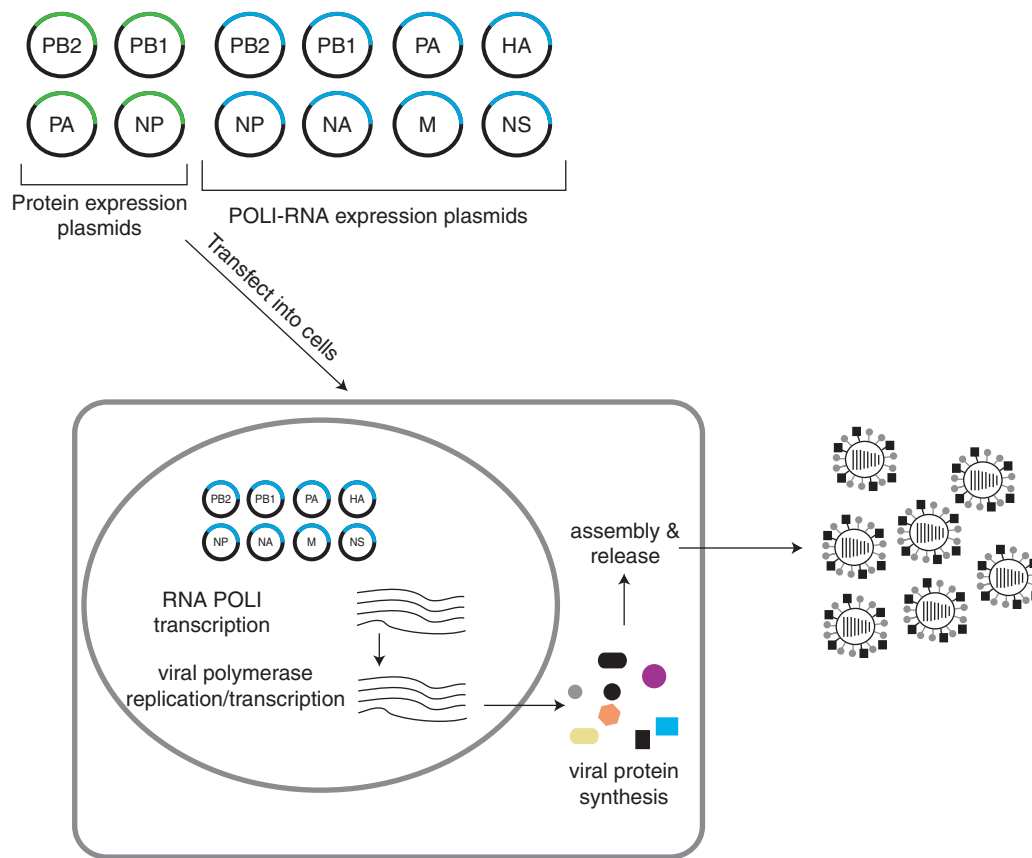 PB2 PB1 PB2 PB1 PA HA
PA NP NP NA M NS
Protein expression
plasmids
POLI-RNA expression plasmids
Transfect into cells
PB2 PB1 PA HA
NP NA M NS
RNA POLI
transcription
viral polymerase
replication/transcription
assembly &
release
viral protein
synthesis